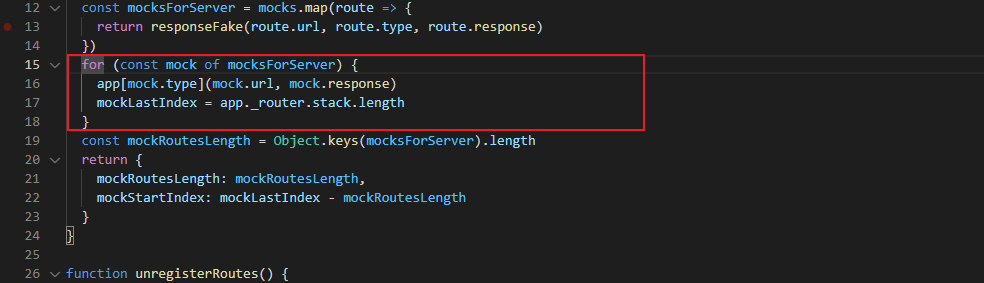 12 const mocksForServer = mocks.map(route => {
13 return responseFake(route.url, route.type, route.response)
14 })
15 for (const mock of mocksForServer) {
16 app[mock.type](mock.url, mock.response)
17 mockLastIndex = app._router.stack.length
18 }
19 const mockRoutesLength = Object.keys(mocksForServer).length
20 return {
21 mockRoutesLength: mockRoutesLength,
22 mockStartIndex: mockLastIndex - mockRoutesLength
23 }
24 }
25
26 function unregisterRoutes() {